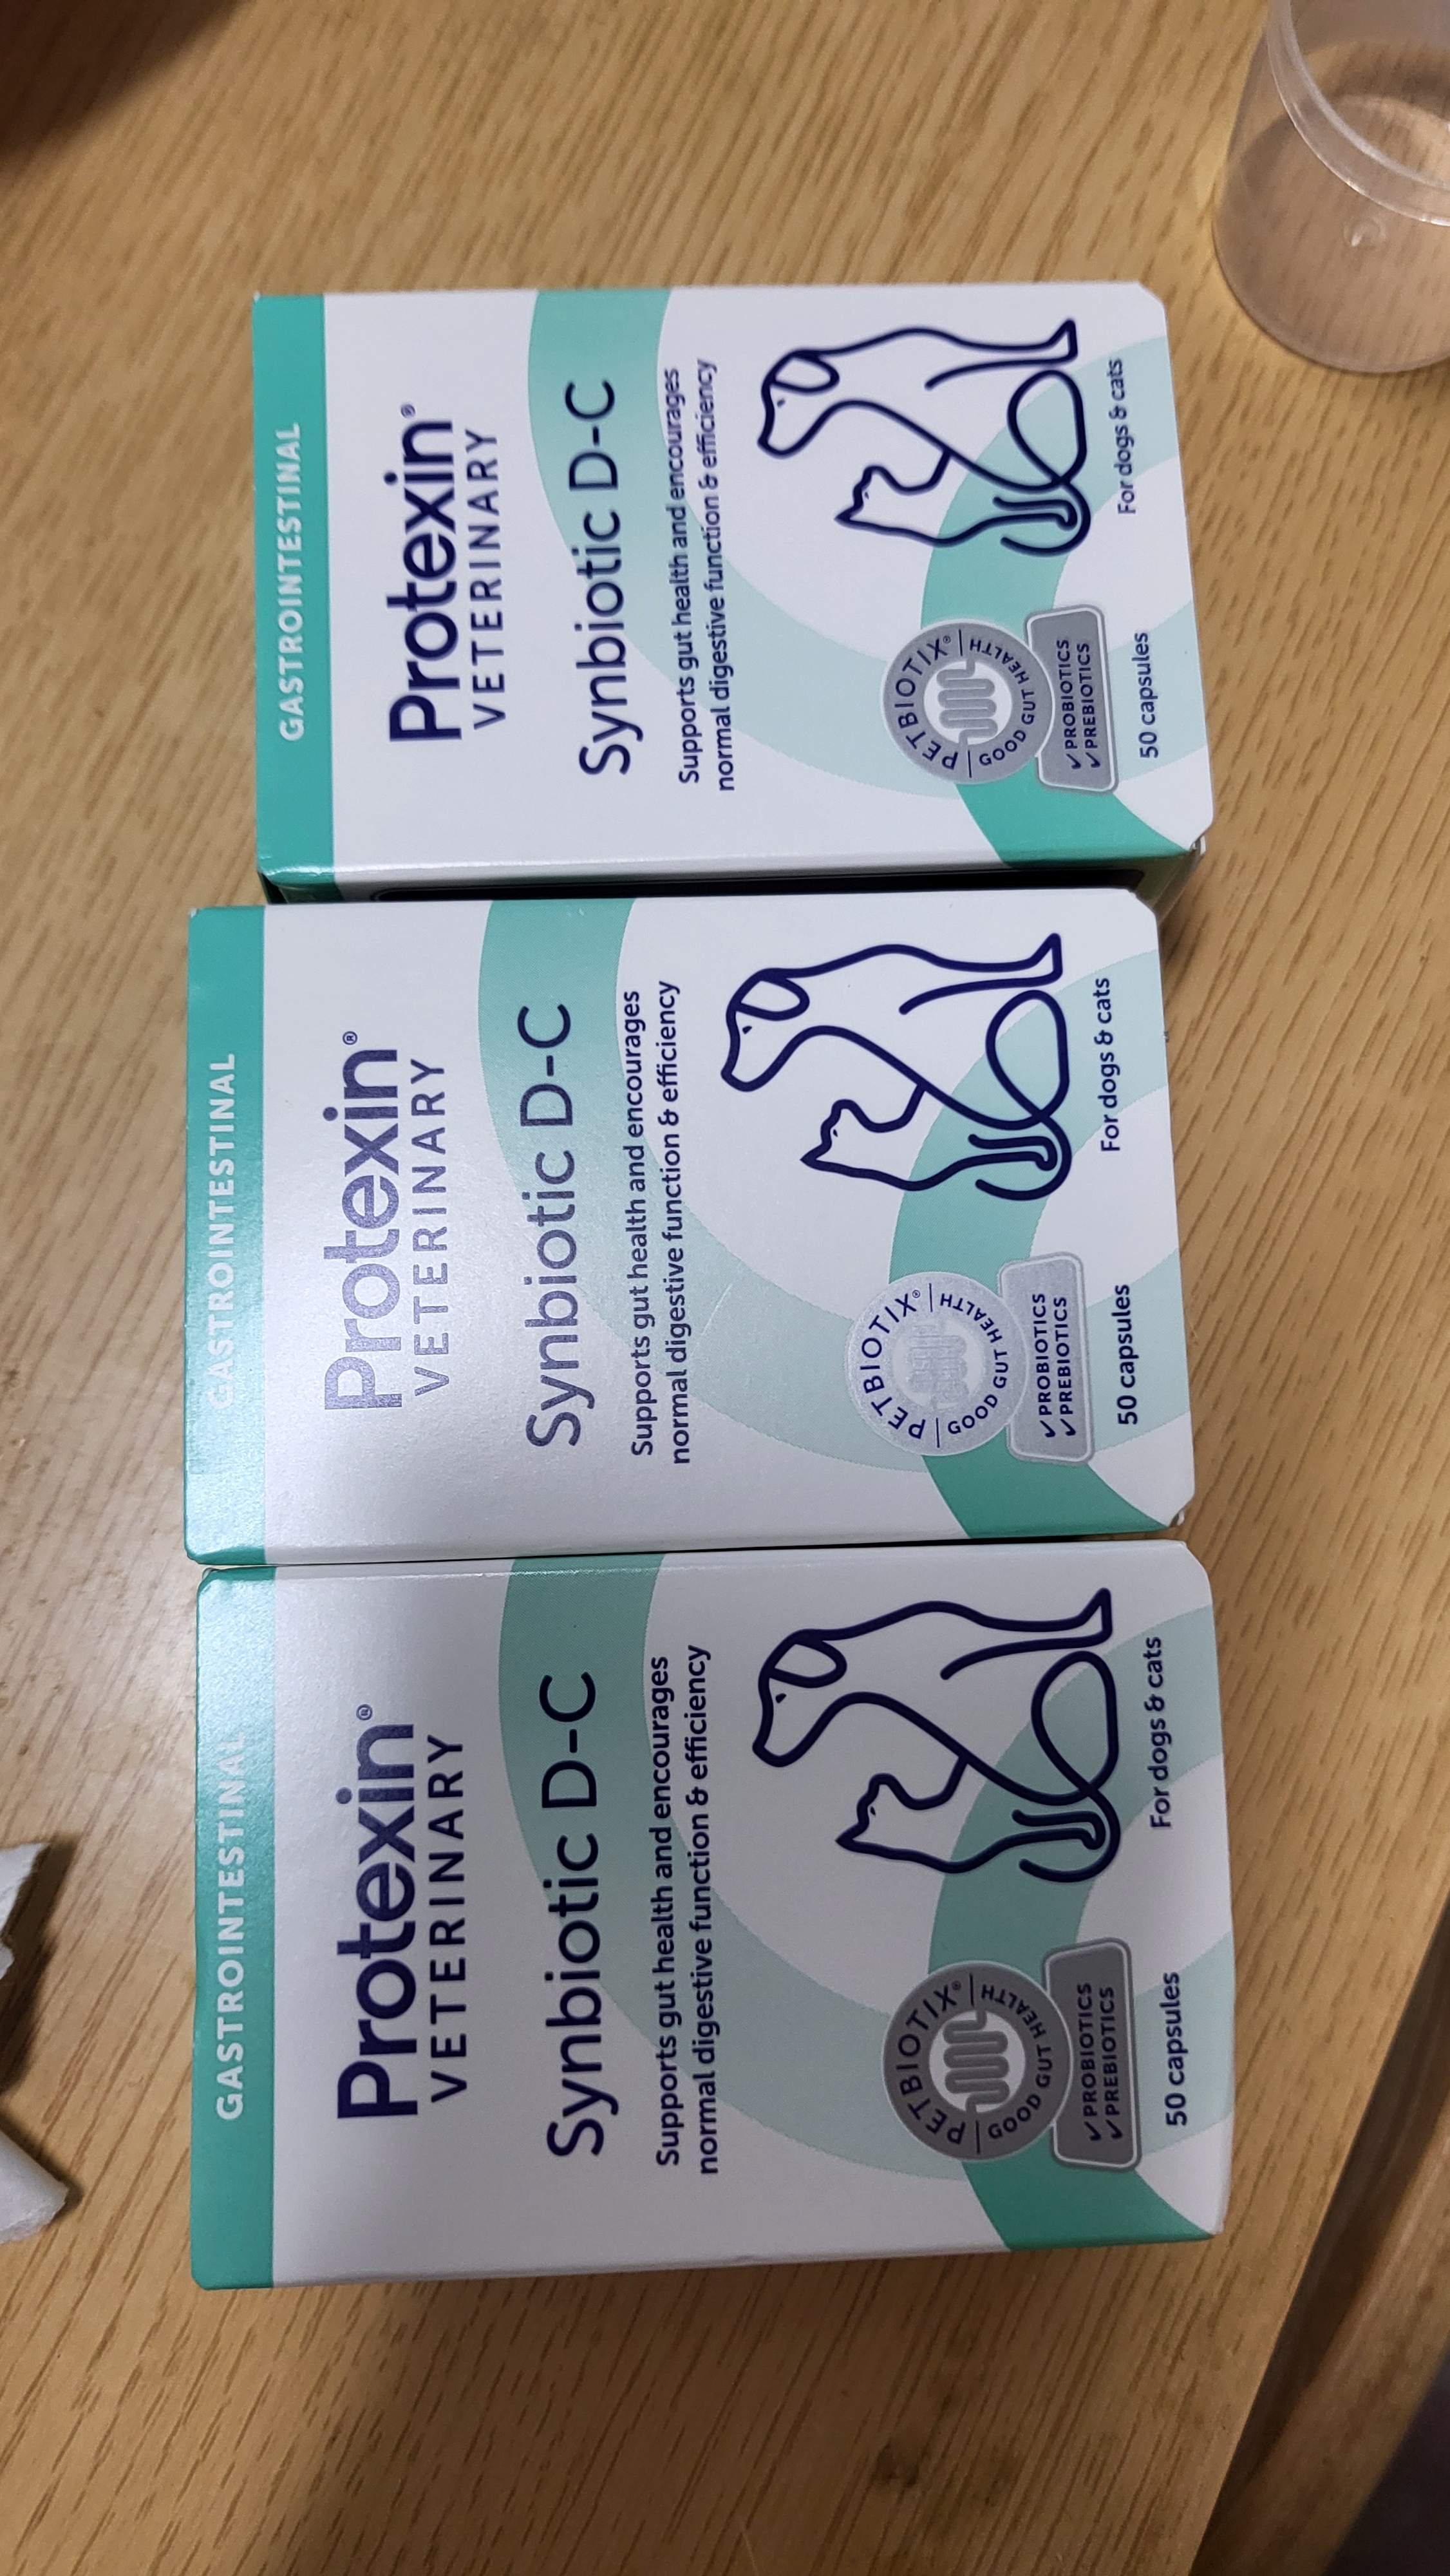 GASTROINTESTINAL
Protexin®
VETERINARY
Synbiotic D-C
Supports gut health and encourages
normal digestive function & efficiency
PETBIOTIX®
GOOD GUT HEALTH
✓ PROBIOTICS
✓ PREBIOTICS
For dogs & cats
50 capsules
GASTROINTESTINAL
Protexin®
VETERINARY
Synbiotic D-C
Supports gut health and encourages
normal digestive function & efficiency
PETBIOTIX®
GOOD GUT HEALTH
✓ PROBIOTICS
✓ PREBIOTICS
For dogs & cats
50 capsules
GASTROINTESTINAL
Protexin®
VETERINARY
Synbiotic D-C
Supports gut health and encourages
normal digestive function & efficiency
PETBIOTIX®
GOOD GUT HEALTH
✓ PROBIOTICS
✓ PREBIOTICS
For dogs & cats
50 capsules